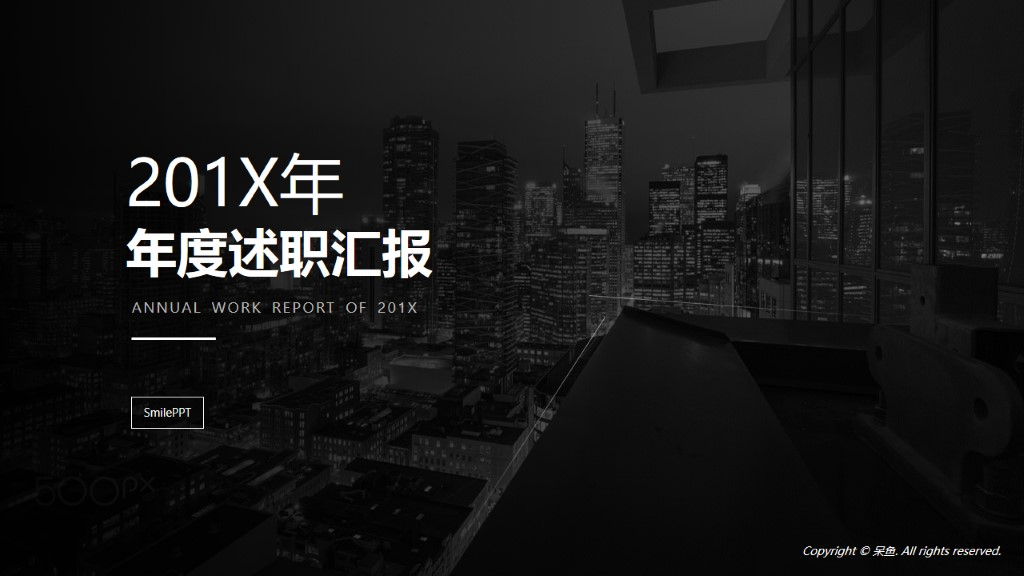 201X年
年度述职汇报
ANNUAL WORK REPORT OF 201X
SmilePPT
500PX
Copyright © 呆鱼. All rights reserved.